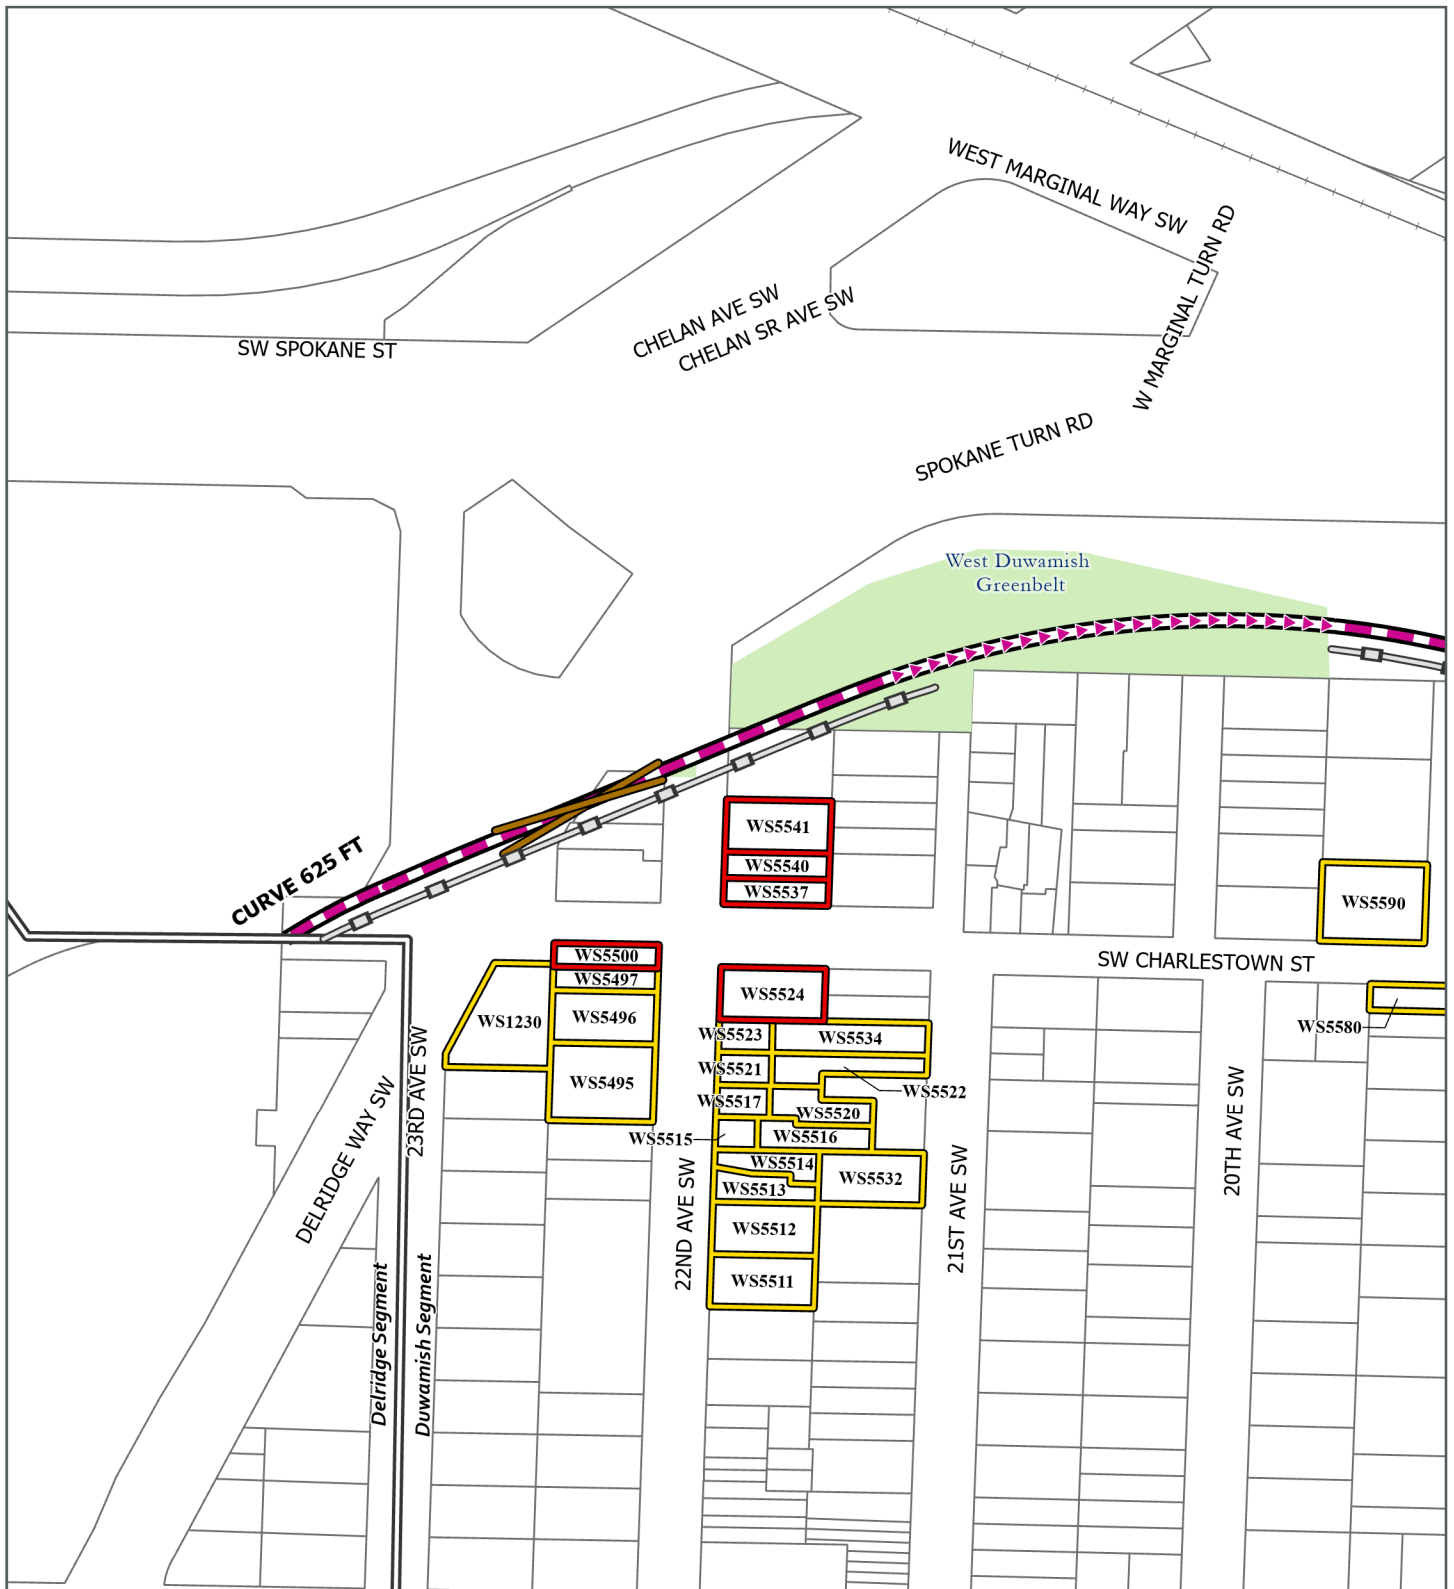 WEST MARGINAL WAY SW
W MARGINAL TURN RD
CHELAN AVE SW
CHELAN SR AVE SW
SW SPOKANE ST
SPOKANE TURN RD
West Duwamish
Greenbelt
CURVE 625 FT
WS5541
WS5540
WS5537
WS5590
WS5500
WS5497
WS5496
WS5495
WS1230
SW CHARLESTOWN ST
WS5524
WS5580
WS5523
WS5534
WS5521
WS5522
WS5517
WS5520
WS5515
WS5516
WS5514
WS5532
WS5513
WS5512
WS5511
DELRIDGE WAY SW
23RD AVE SW
22ND AVE SW
21ST AVE SW
20TH AVE SW
Delridge Segment
Duwamish Segment